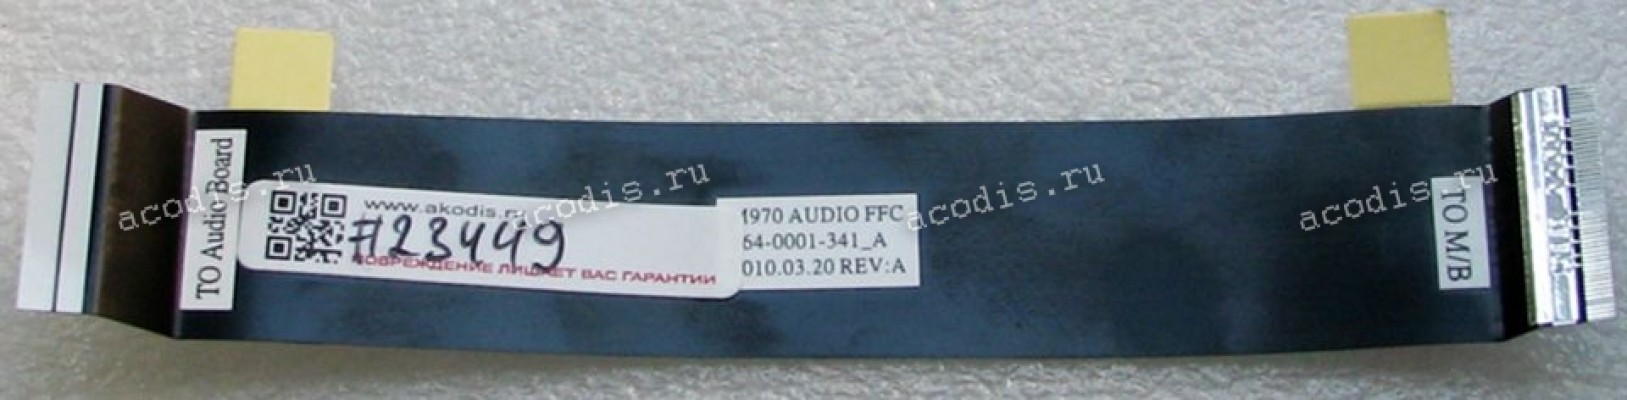 TO Audio Board
www.akodis.r
#23449
ПОВРЕЖДЕНИЕ ЛИШАЕТ ВАС ГАРАНТИИ
M970 AUDIO FFC
64-0001-341_A
010.03.20 REV:A
TO M/B
acodis.ru
acodis.ru
acodis.ru
acodis.ru